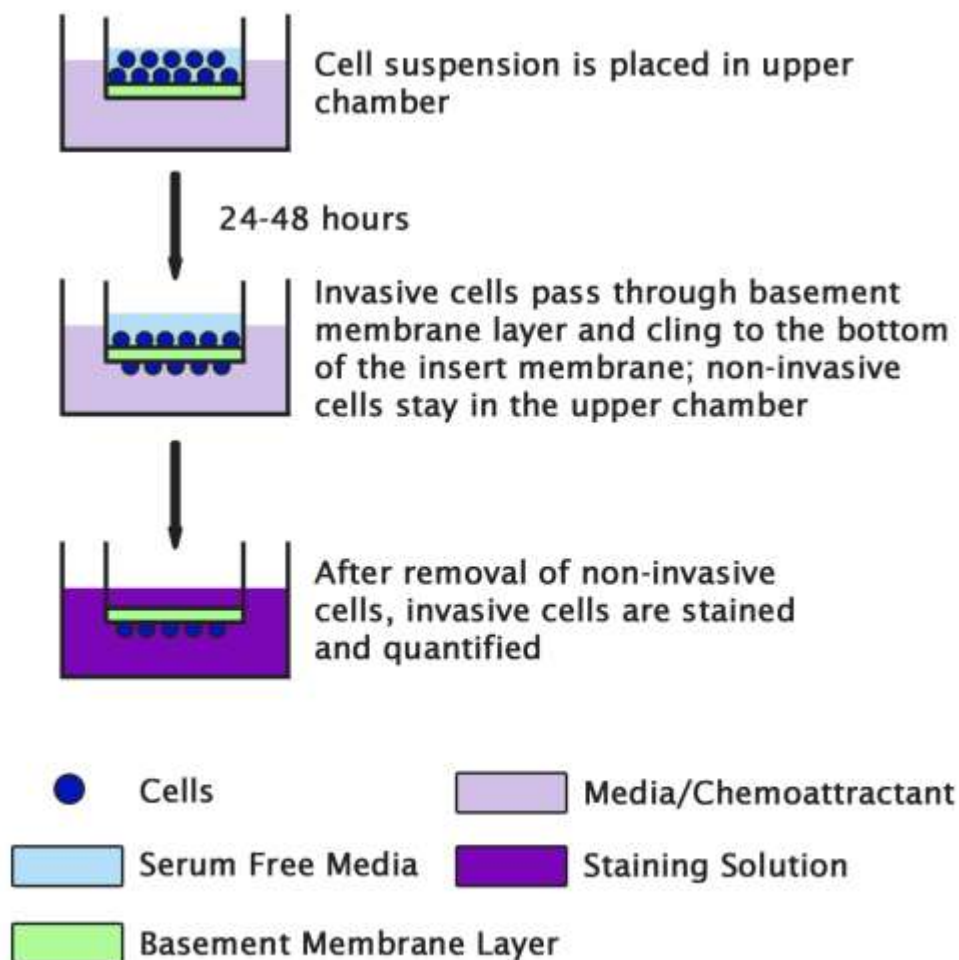 Cell suspension is placed in upper
chamber
24-48 hours
Invasive cells pass through basement
membrane layer and cling to the bottom
of the insert membrane; non-invasive
cells stay in the upper chamber
After removal of non-invasive
cells, invasive cells are stained
and quantified
Cells
Media/Chemoattractant
Serum Free Media
Staining Solution
Basement Membrane Layer